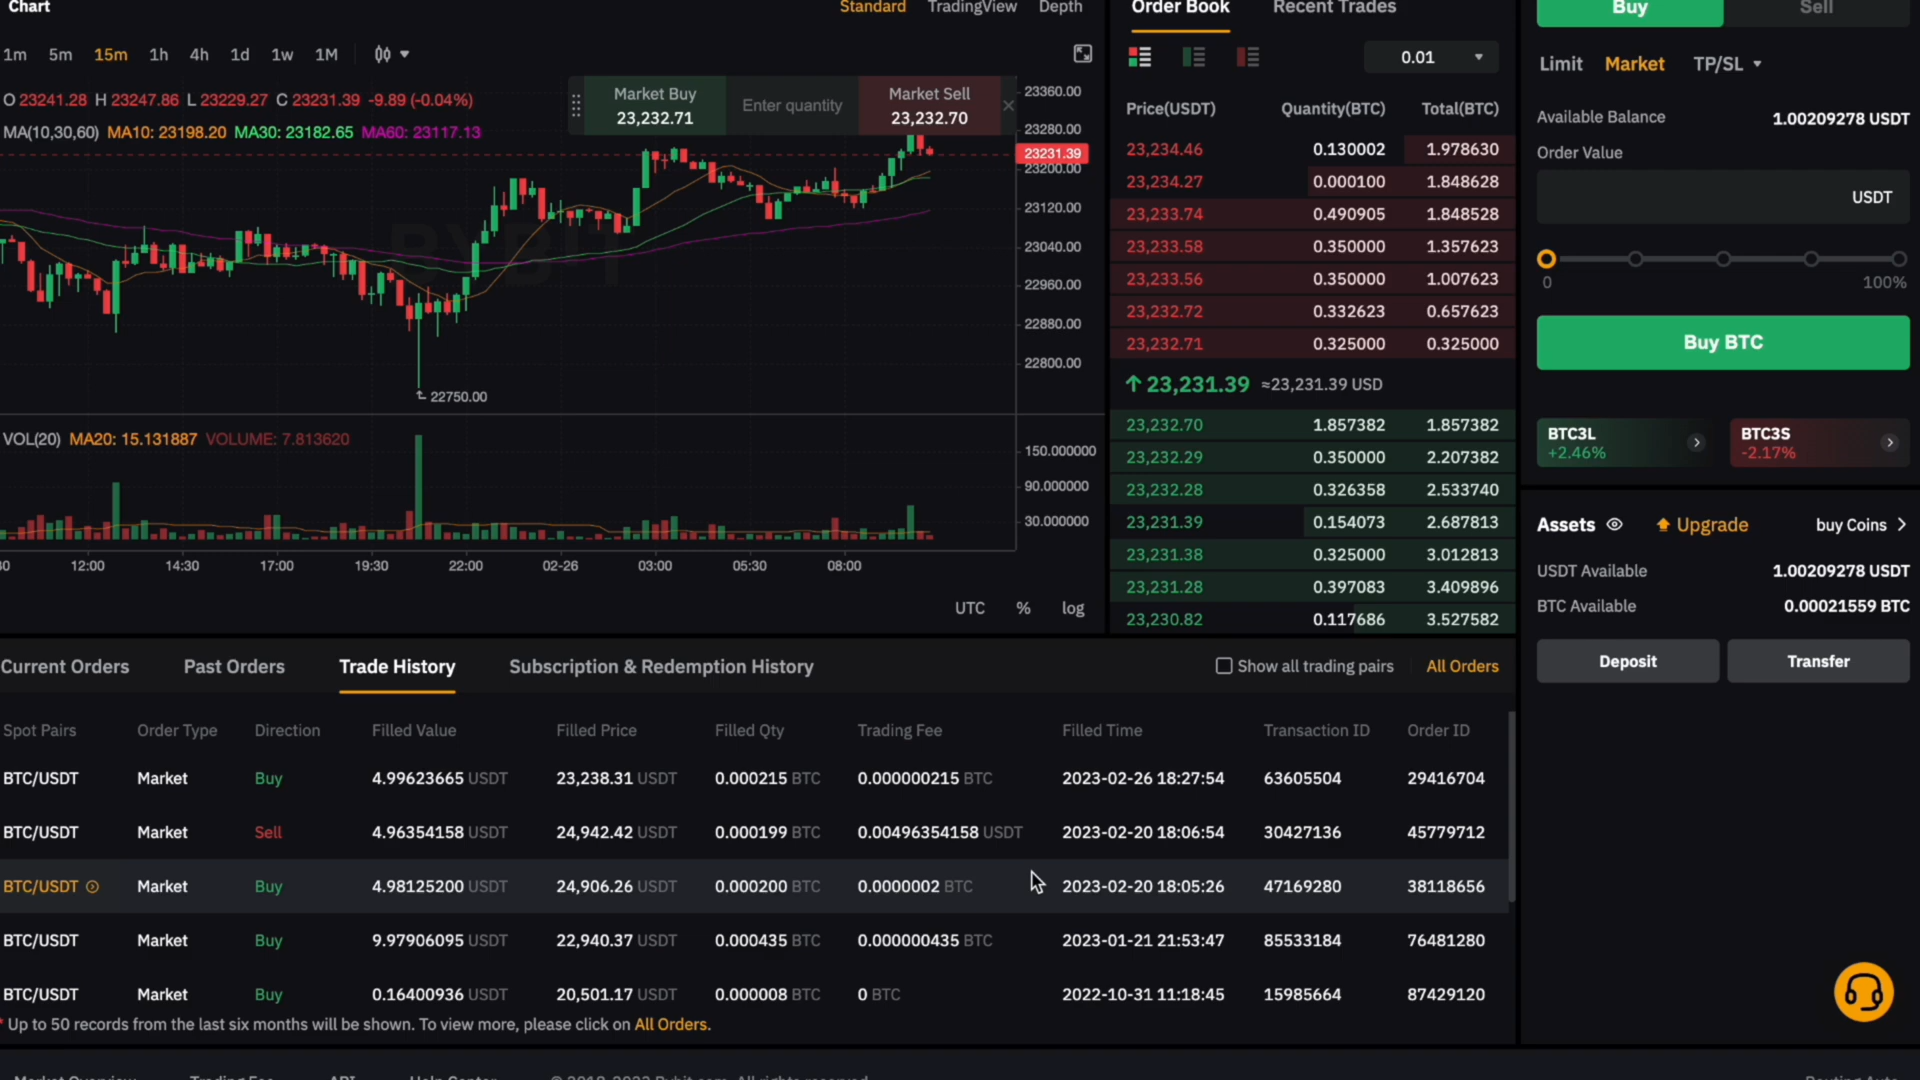 Chart
Standard TradingView Depth
1m 5m 15m 1h 4h 1d 1w 1M
O 23241.28 H 23247.86 L 23229.27 C 23231.39 -9.89 (-0.04%)
MA(10,30,60) MA10: 23198.20 MA30: 23182.65 MA60: 23117.13
Market Buy
23,232.71
Enter quantity
Market Sell
23,232.70
23360.00
23280.00
23231.39
23200.00
23120.00
23040.00
22960.00
22880.00
22800.00
BYBIT
22750.00
VOL(20) MA20: 15.131887 VOLUME: 7.813620
150.000000
90.000000
30.000000
12:00 14:30 17:00 19:30 22:00 02-26 03:00 05:30 08:00
UTC % log
Order Book Recent Trades
0.01
Price(USDT) Quantity(BTC) Total(BTC)
23,234.46 0.130002 1.978630
23,234.27 0.000100 1.848628
23,233.74 0.490905 1.848528
23,233.58 0.350000 1.357623
23,233.56 0.350000 1.007623
23,232.72 0.332623 0.657623
23,232.71 0.325000 0.325000
↑ 23,231.39 ≈23,231.39 USD
23,232.70 1.857382 1.857382
23,232.29 0.350000 2.207382
23,232.28 0.326358 2.533740
23,231.39 0.154073 2.687813
23,231.38 0.325000 3.012813
23,231.28 0.397083 3.409896
23,230.82 0.117686 3.527582
Buy Sell
Limit Market TP/SL
Available Balance 1.00209278 USDT
Order Value
USDT
0 100%
Buy BTC
BTC3L
+2.46%
BTC3S
-2.17%
Assets Upgrade buy Coins
USDT Available 1.00209278 USDT
BTC Available 0.00021559 BTC
Deposit Transfer
Current Orders Past Orders Trade History Subscription & Redemption History Show all trading pairs All Orders
Spot Pairs Order Type Direction Filled Value Filled Price Filled Qty Trading Fee Filled Time Transaction ID Order ID
BTC/USDT Market Buy 4.99623665 USDT 23,238.31 USDT 0.000215 BTC 0.000000215 BTC 2023-02-26 18:27:54 63605504 29416704
BTC/USDT Market Sell 4.96354158 USDT 24,942.42 USDT 0.000199 BTC 0.00496354158 USDT 2023-02-20 18:06:54 30427136 45779712
BTC/USDT Market Buy 4.98125200 USDT 24,906.26 USDT 0.000200 BTC 0.0000002 BTC 2023-02-20 18:05:26 47169280 38118656
BTC/USDT Market Buy 9.97906095 USDT 22,940.37 USDT 0.000435 BTC 0.000000435 BTC 2023-01-21 21:53:47 85533184 76481280
BTC/USDT Market Buy 0.16400936 USDT 20,501.17 USDT 0.000008 BTC 0 BTC 2022-10-31 11:18:45 15985664 87429120
* Up to 50 records from the last six months will be shown. To view more, please click on All Orders.
Market Overview Trading Fee API Help Center